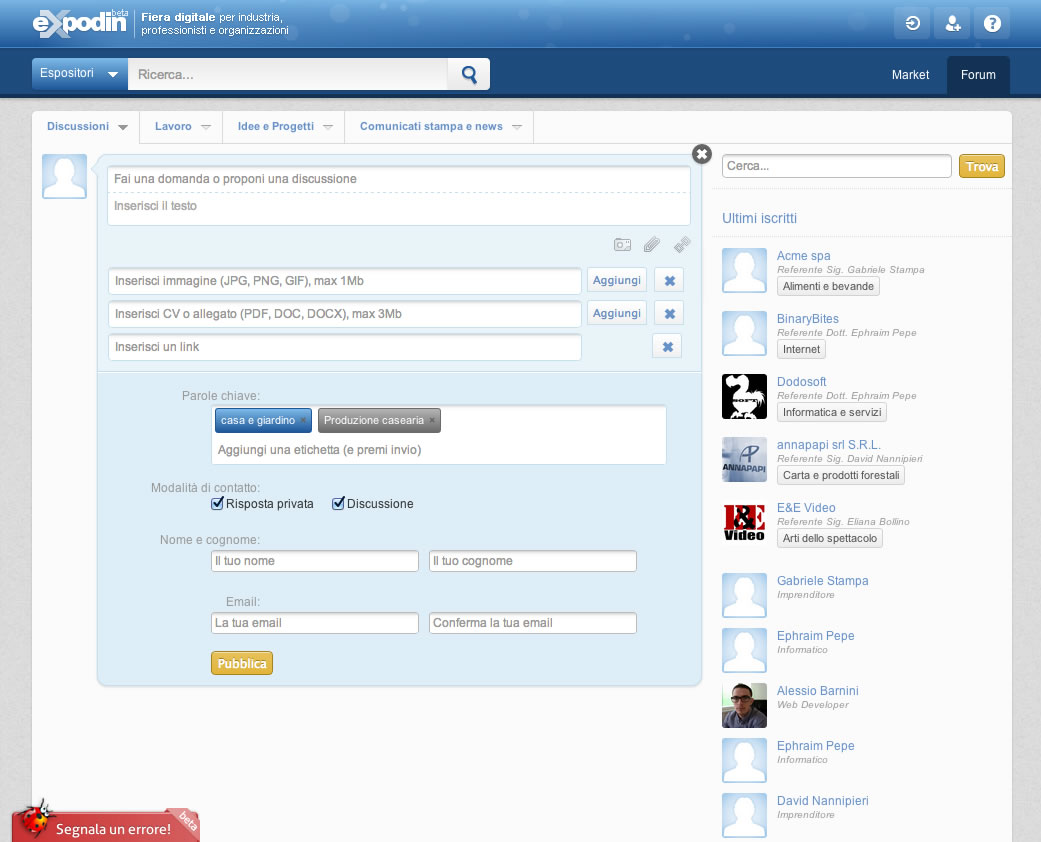 expodin beta
Fiera digitale per industria,
professionisti e organizzazioni
Espositori
Ricerca...
Market
Forum
Discussioni
Lavoro
Idee e Progetti
Comunicati stampa e news
Fai una domanda o proponi una discussione
Inserisci il testo
Inserisci immagine (JPG, PNG, GIF), max 1Mb
Aggiungi
Inserisci CV o allegato (PDF, DOC, DOCX), max 3Mb
Aggiungi
Inserisci un link
Parole chiave:
casa e giardino ×
Produzione casearia ×
Aggiungi una etichetta (e premi invio)
Modalità di contatto:
Risposta privata
Discussione
Nome e cognome:
Il tuo nome
Il tuo cognome
Email:
La tua email
Conferma la tua email
Pubblica
Cerca...
Trova
Ultimi iscritti
Acme spa
Referente Sig. Gabriele Stampa
Alimenti e bevande
BinaryBites
Referente Dott. Ephraim Pepe
Internet
SOFT
Dodosoft
Referente Dott. Ephraim Pepe
Informatica e servizi
AP
ANNAPAPI
annapapi srl S.R.L.
Referente Sig. David Nannipieri
Carta e prodotti forestali
E&E
Video
E&E Video
Referente Sig. Eliana Bollino
Arti dello spettacolo
Gabriele Stampa
Imprenditore
Ephraim Pepe
Informatico
Alessio Barnini
Web Developer
Ephraim Pepe
Informatico
David Nannipieri
Imprenditore
Segnala un errore!
beta